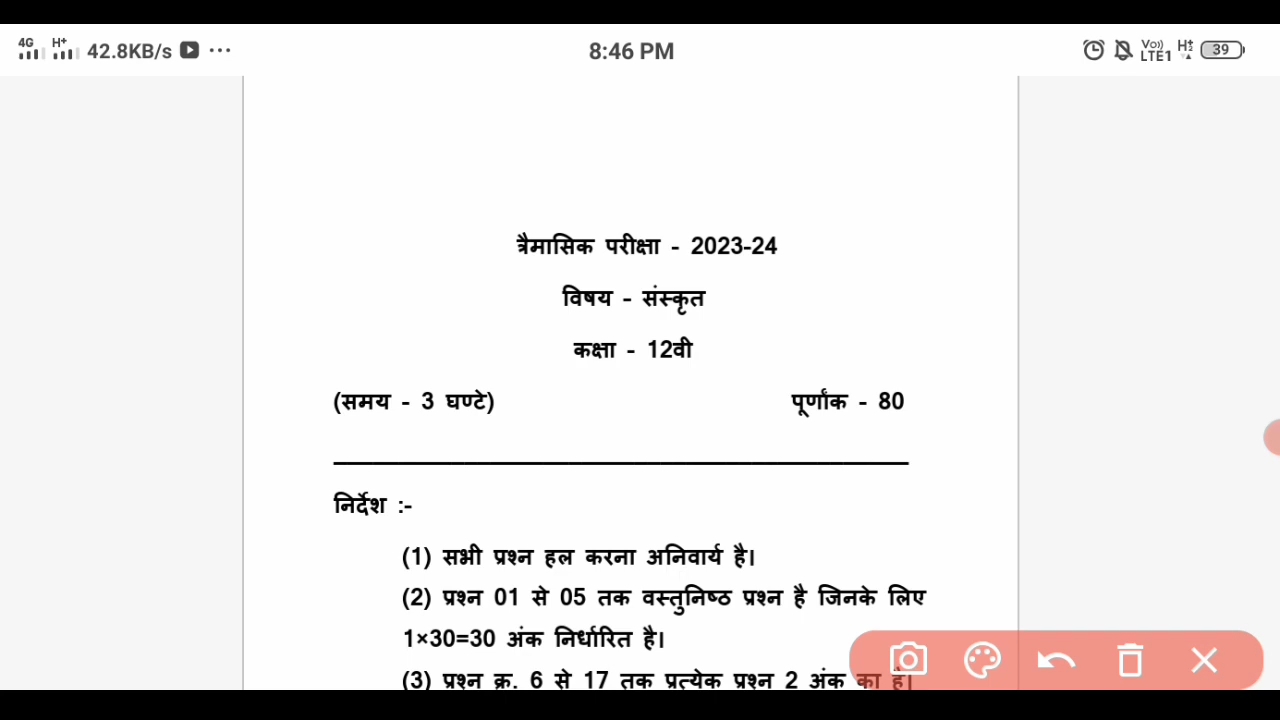 4G H+ 42.8KB/s ... 8:46 PM Vo)) LTE1 H 39
त्रैमासिक परीक्षा - 2023-24
विषय - संस्कृत
कक्षा - 12वी
(समय - 3 घण्टे) पूर्णांक - 80
निर्देश :-
(1) सभी प्रश्न हल करना अनिवार्य है।
(2) प्रश्न 01 से 05 तक वस्तुनिष्ठ प्रश्न है जिनके लिए
1×30=30 अंक निर्धारित है।
(3) प्रश्न क्र. 6 से 17 तक प्रत्येक प्रश्न 2 अंक का है।